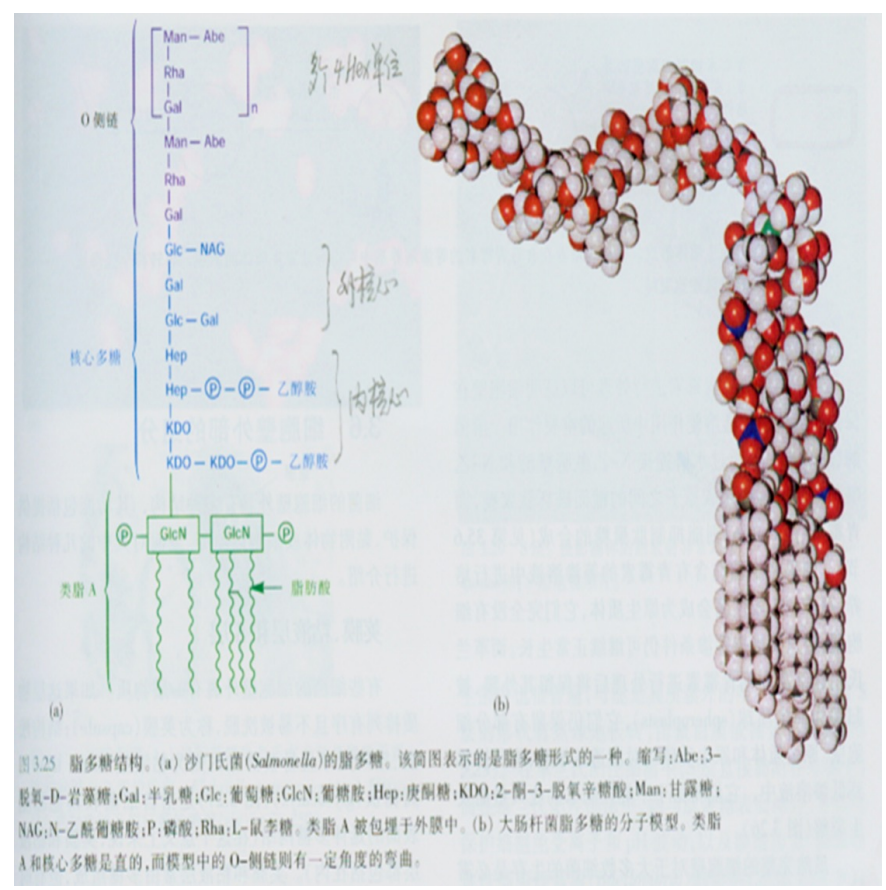 Man — Abe
Rha
Gal
n
多个4Hex单位
O 侧链
Man — Abe
Rha
Gal
Glc — NAG
Gal
外核心
Glc — Gal
核心多糖
Hep
Hep — P — P — 乙醇胺
内核心
KDO
KDO — KDO — P — 乙醇胺
P — GlcN — GlcN — P
类脂 A
脂肪酸
(a)
(b)
图 3.25 脂多糖结构。(a) 沙门氏菌(Salmonella)的脂多糖。该简图表示的是脂多糖形式的一种。缩写:Abe:3-
脱氧-D-岩藻糖;Gal:半乳糖;Glc:葡萄糖;GlcN:葡糖胺;Hep:庚酮糖;KDO:2-酮-3-脱氧辛糖酸;Man:甘露糖;
NAG:N-乙酰葡糖胺;P:磷酸;Rha:L-鼠李糖。类脂 A 被包埋于外膜中。(b) 大肠杆菌脂多糖的分子模型。类脂
A 和核心多糖是直的,而模型中的 O-侧链则有一定角度的弯曲。